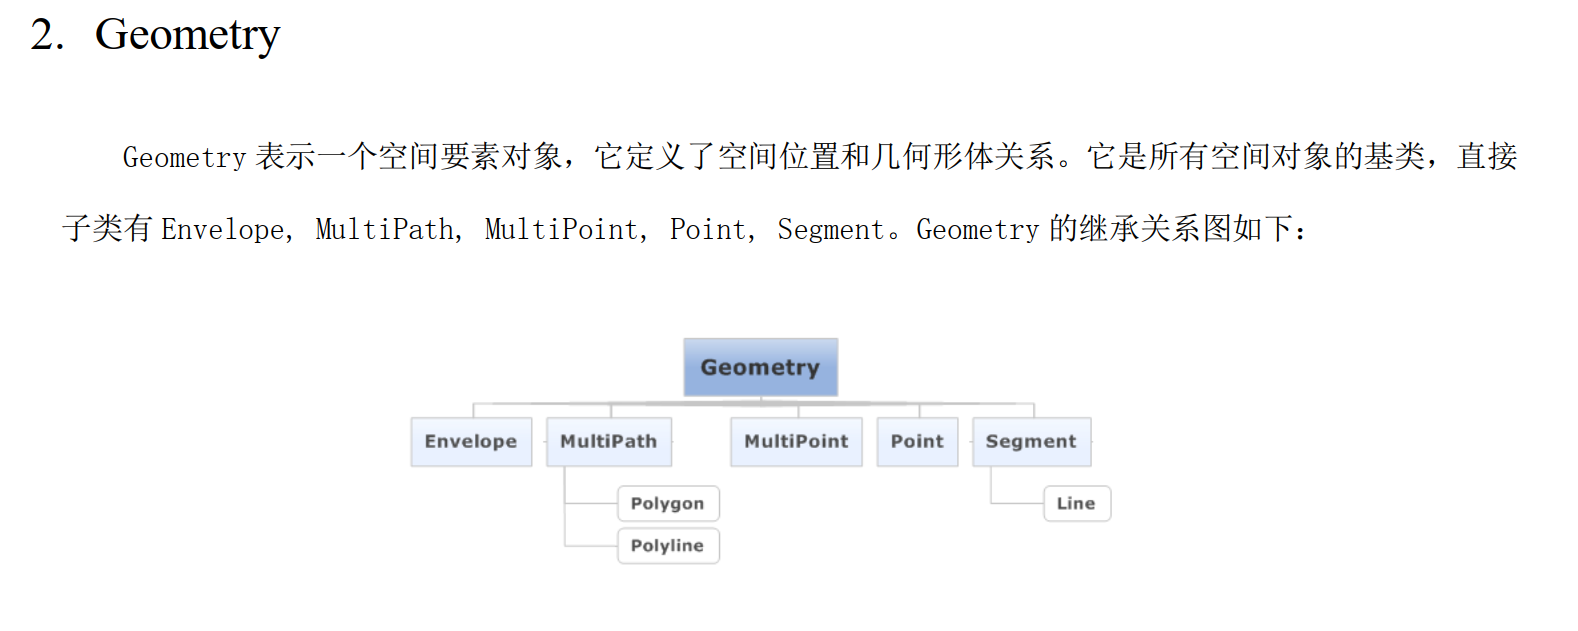 2. Geometry
Geometry 表示一个空间要素对象，它定义了空间位置和几何形体关系。它是所有空间对象的基类，直接
子类有 Envelope, MultiPath, MultiPoint, Point, Segment。Geometry 的继承关系图如下：
Geometry
Envelope MultiPath MultiPoint Point Segment
Polygon Line
Polyline